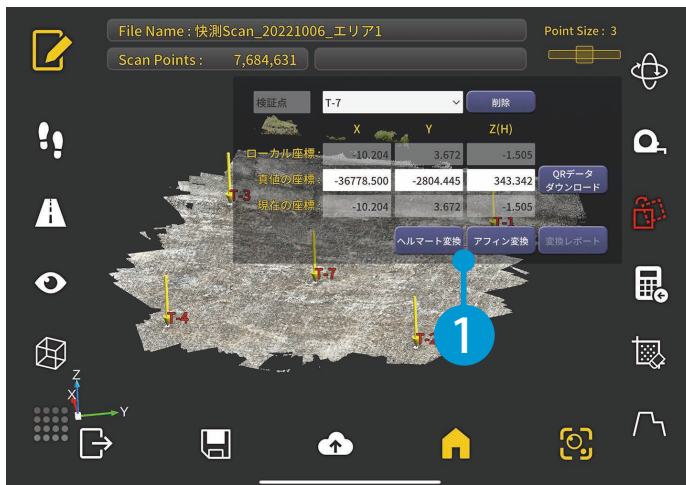 File Name : 快測Scan_20221006_エリア1
Point Size : 3
Scan Points : 7,684,631
検証点 T-7 削除
X Y Z(H)
ローカル座標 : -10.204 3.672 -1.505
真値の座標 : -36778.500 -2804.445 343.342 QRデータ
ダウンロード
現在の座標 : -10.204 3.672 -1.505
ヘルマート変換 アフィン変換 変換レポート
T-3
T-1
T-7
T-4
T-2
1
Z
X
Y